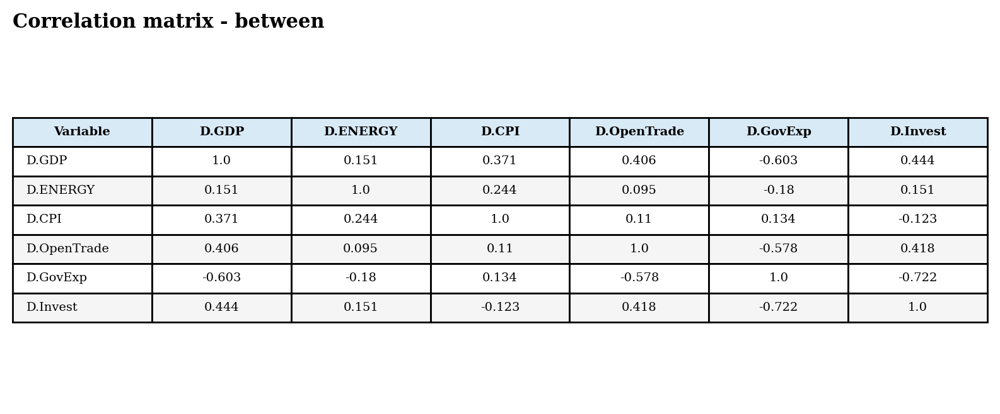 Correlation matrix - between
Variable D.GDP D.ENERGY D.CPI D.OpenTrade D.GovExp D.Invest
D.GDP 1.0 0.151 0.371 0.406 -0.603 0.444
D.ENERGY 0.151 1.0 0.244 0.095 -0.18 0.151
D.CPI 0.371 0.244 1.0 0.11 0.134 -0.123
D.OpenTrade 0.406 0.095 0.11 1.0 -0.578 0.418
D.GovExp -0.603 -0.18 0.134 -0.578 1.0 -0.722
D.Invest 0.444 0.151 -0.123 0.418 -0.722 1.0